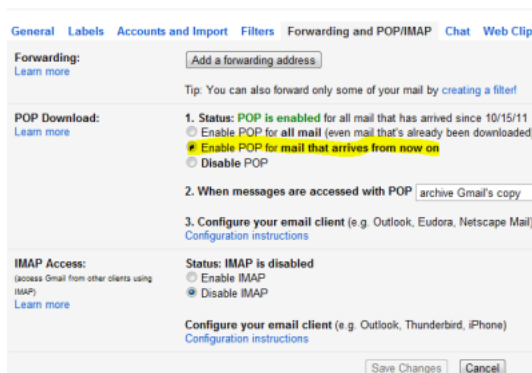 General Labels Accounts and Import Filters Forwarding and POP/IMAP Chat Web Clip
Forwarding:
Learn more
Add a forwarding address
Tip: You can also forward only some of your mail by creating a filter!
POP Download:
Learn more
1. Status: POP is enabled for all mail that has arrived since 10/15/11
Enable POP for all mail (even mail that's already been downloaded
Enable POP for mail that arrives from now on
Disable POP
2. When messages are accessed with POP archive Gmail's copy
3. Configure your email client (e.g. Outlook, Eudora, Netscape Mail)
Configuration instructions
IMAP Access:
(access Gmail from other clients using
IMAP)
Learn more
Status: IMAP is disabled
Enable IMAP
Disable IMAP
Configure your email client (e.g. Outlook, Thunderbird, iPhone)
Configuration instructions
Save Changes Cancel